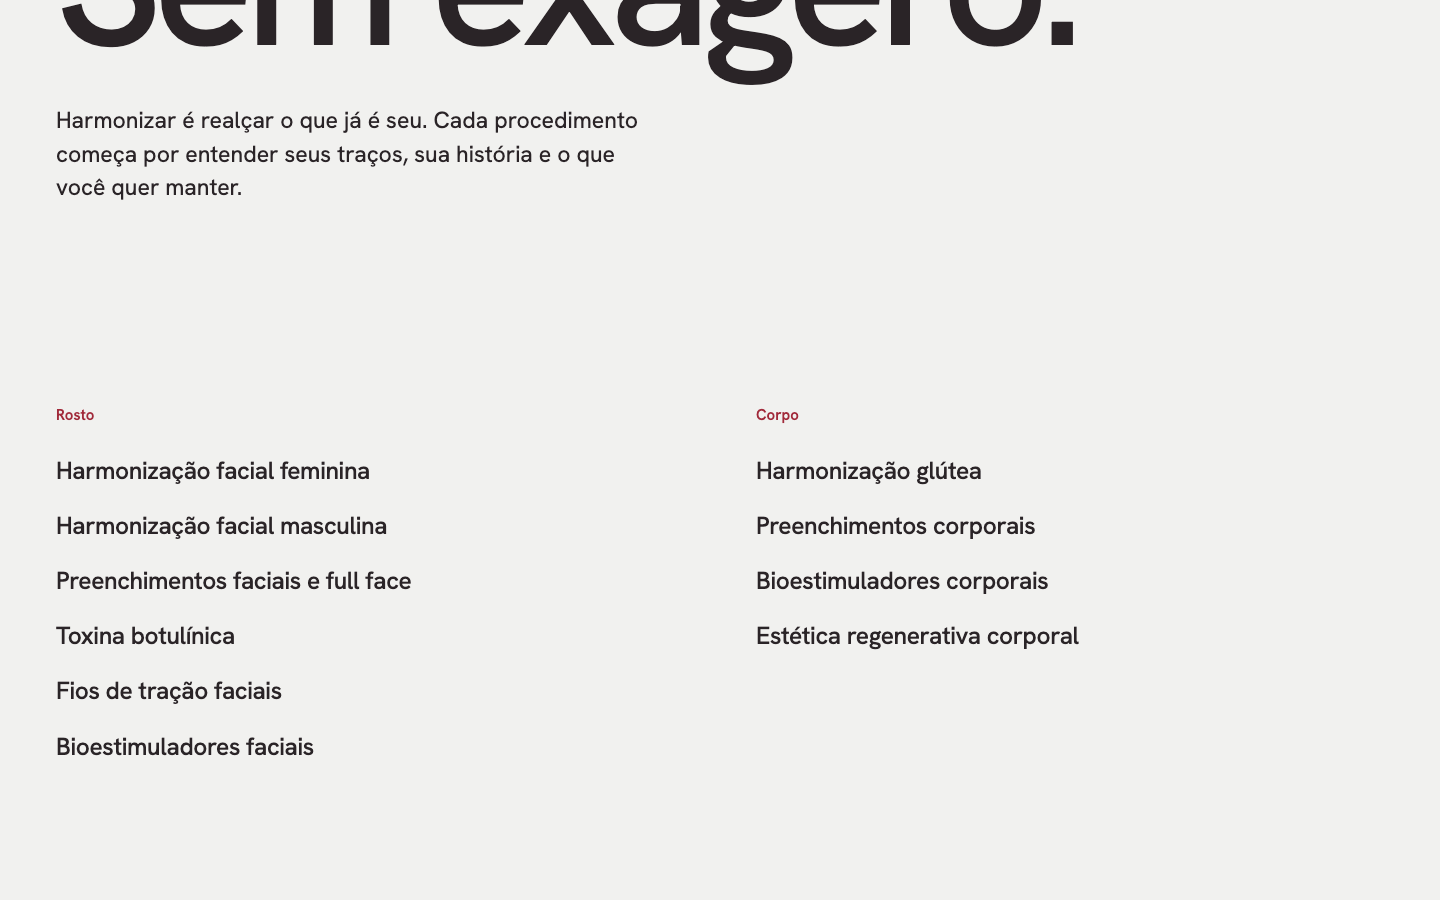 Sem exagero.
Harmonizar é realçar o que já é seu. Cada procedimento
começa por entender seus traços, sua história e o que
você quer manter.
Rosto
Harmonização facial feminina
Harmonização facial masculina
Preenchimentos faciais e full face
Toxina botulínica
Fios de tração faciais
Bioestimuladores faciais
Corpo
Harmonização glútea
Preenchimentos corporais
Bioestimuladores corporais
Estética regenerativa corporal